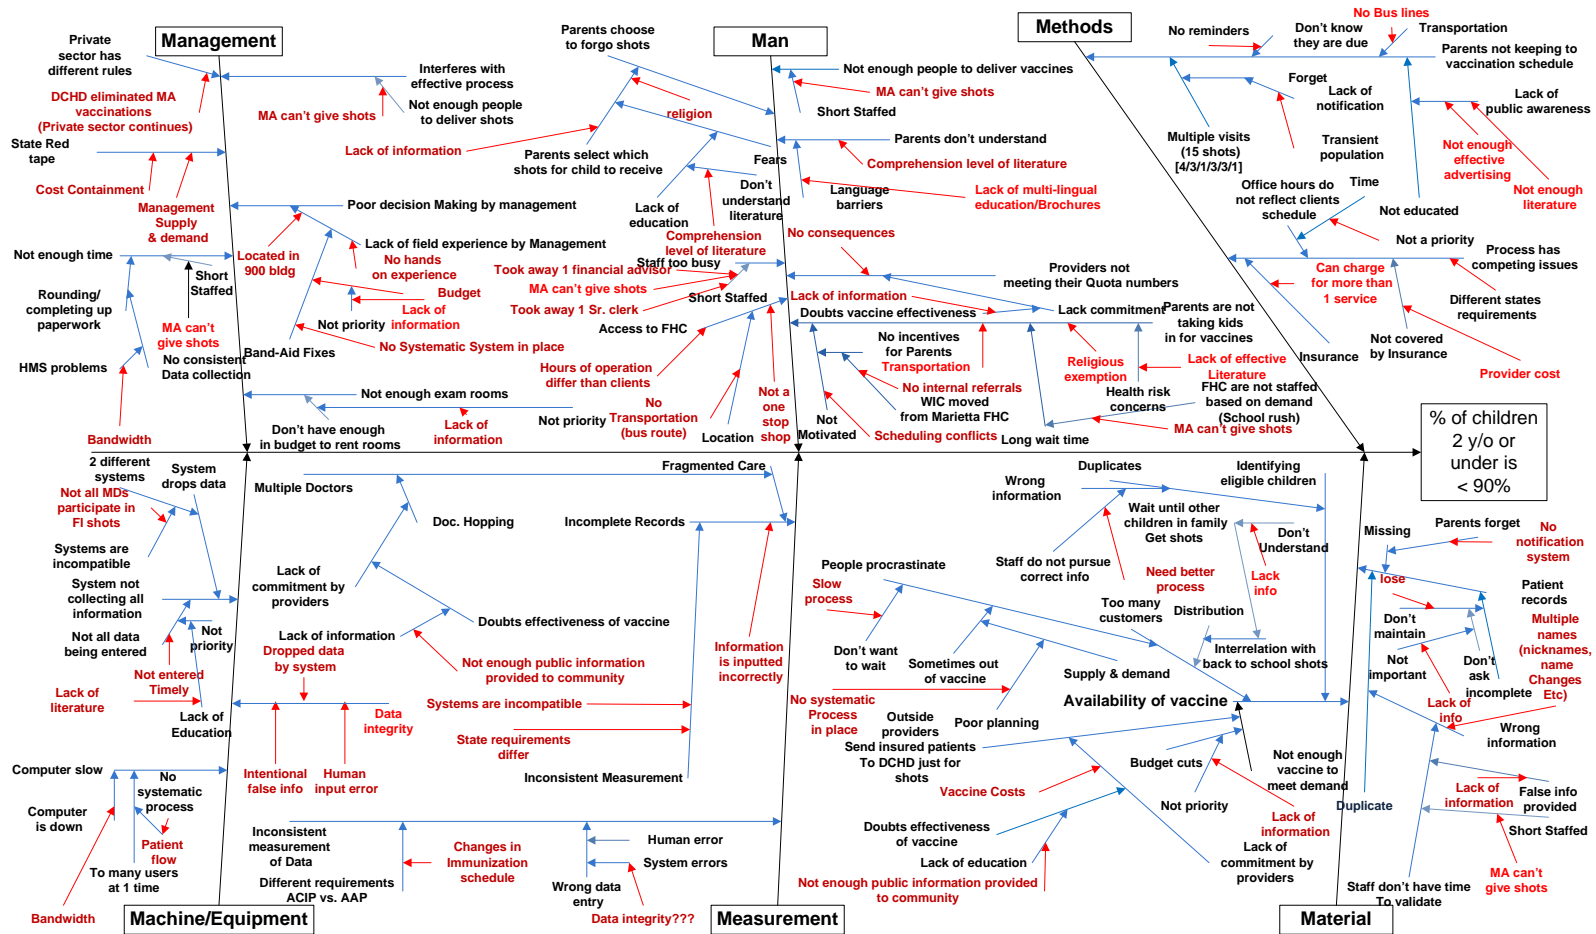 Management
Man
Methods
Private
sector has
different rules
DCHD eliminated MA
vaccinations
(Private sector continues)
Interferes with
effective process
MA can't give shots
Not enough people
to deliver shots
State Red
tape
Cost Containment
Management
Supply
& demand
Poor decision Making by management
Located in
900 bldg
Lack of field experience by Management
No hands
on experience
Budget
Not priority
Lack of
information
Band-Aid Fixes
No Systematic System in place
Not enough time
Short
Staffed
Rounding/
completing up
paperwork
MA can't
give shots
No consistent
Data collection
HMS problems
Bandwidth
Not enough exam rooms
Don't have enough
in budget to rent rooms
Lack of
information
Not priority
Parents choose
to forgo shots
religion
Lack of information
Parents select which
shots for child to receive
Fears
Lack of
education
Don't
understand
literature
Comprehension
level of literature
Not enough people to deliver vaccines
MA can't give shots
Short Staffed
Parents don't understand
Comprehension level of literature
Language
barriers
Lack of multi-lingual
education/Brochures
Staff too busy
Took away 1 financial advisor
MA can't give shots
Short Staffed
Took away 1 Sr. clerk
No consequences
Providers not
meeting their Quota numbers
Lack of information
Doubts vaccine effectiveness
Lack commitment
Access to FHC
Hours of operation
differ than clients
No
Transportation
(bus route)
Location
Not a
one
stop
shop
Parents are not
taking kids
in for vaccines
No incentives
for Parents
Transportation
Religious
exemption
Lack of effective
Literature
Health risk
concerns
No internal referrals
WIC moved
from Marietta FHC
Not
Motivated
Scheduling conflicts
FHC are not staffed
based on demand
(School rush)
MA can't give shots
Long wait time
No Bus lines
No reminders
Don't know
they are due
Transportation
Parents not keeping to
vaccination schedule
Forget
Lack of
notification
Transient
population
Multiple visits
(15 shots)
[4/3/1/3/3/1]
Lack of
public awareness
Not enough
effective
advertising
Not enough
literature
Not educated
Office hours do
not reflect clients
schedule
Time
Not a priority
Process has
competing issues
Can charge
for more than
1 service
Different states
requirements
Insurance
Not covered
by Insurance
Provider cost
% of children
2 y/o or
under is
< 90%
2 different
systems
System
drops data
Not all MDs
participate in
FI shots
Systems are
incompatible
System not
collecting all
information
Not all data
being entered
Not
priority
Not entered
Timely
Lack of
literature
Lack of
Education
Dropped data
by system
Data
integrity
Intentional
false info
Human
input error
Computer slow
No
systematic
process
Computer
is down
Patient
flow
To many users
at 1 time
Bandwidth
Machine/Equipment
Fragmented Care
Multiple Doctors
Doc. Hopping
Lack of
commitment by
providers
Doubts effectiveness of vaccine
Lack of information
Not enough public information
provided to community
Incomplete Records
Information
is inputted
incorrectly
Systems are incompatible
State requirements
differ
Inconsistent Measurement
Inconsistent
measurement
of Data
Changes in
Immunization
schedule
Different requirements
ACIP vs. AAP
Human error
System errors
Wrong data
entry
Data integrity???
Measurement
Duplicates
Identifying
eligible children
Wrong
information
Staff do not pursue
correct info
Need better
process
Wait until other
children in family
Get shots
Don't
Understand
Lack
info
People procrastinate
Slow
process
Don't want
to wait
Too many
customers
Distribution
Interrelation with
back to school shots
Sometimes out
of vaccine
Supply & demand
No systematic
Process
in place
Poor planning
Availability of vaccine
Outside
providers
Send insured patients
To DCHD just for
shots
Budget cuts
Not enough
vaccine to
meet demand
Not priority
Lack of
information
Vaccine Costs
Doubts effectiveness
of vaccine
Lack of education
Not enough public information provided
to community
Lack of
commitment by
providers
Material
Missing
Parents forget
No
notification
system
lose
Patient
records
Don't
maintain
Not
important
Don't
ask
incomplete
Lack of
info
Multiple
names
(nicknames,
name
Changes
Etc)
Wrong
information
Duplicate
Lack of
information
False info
provided
Short Staffed
MA can't
give shots
Staff don't have time
To validate